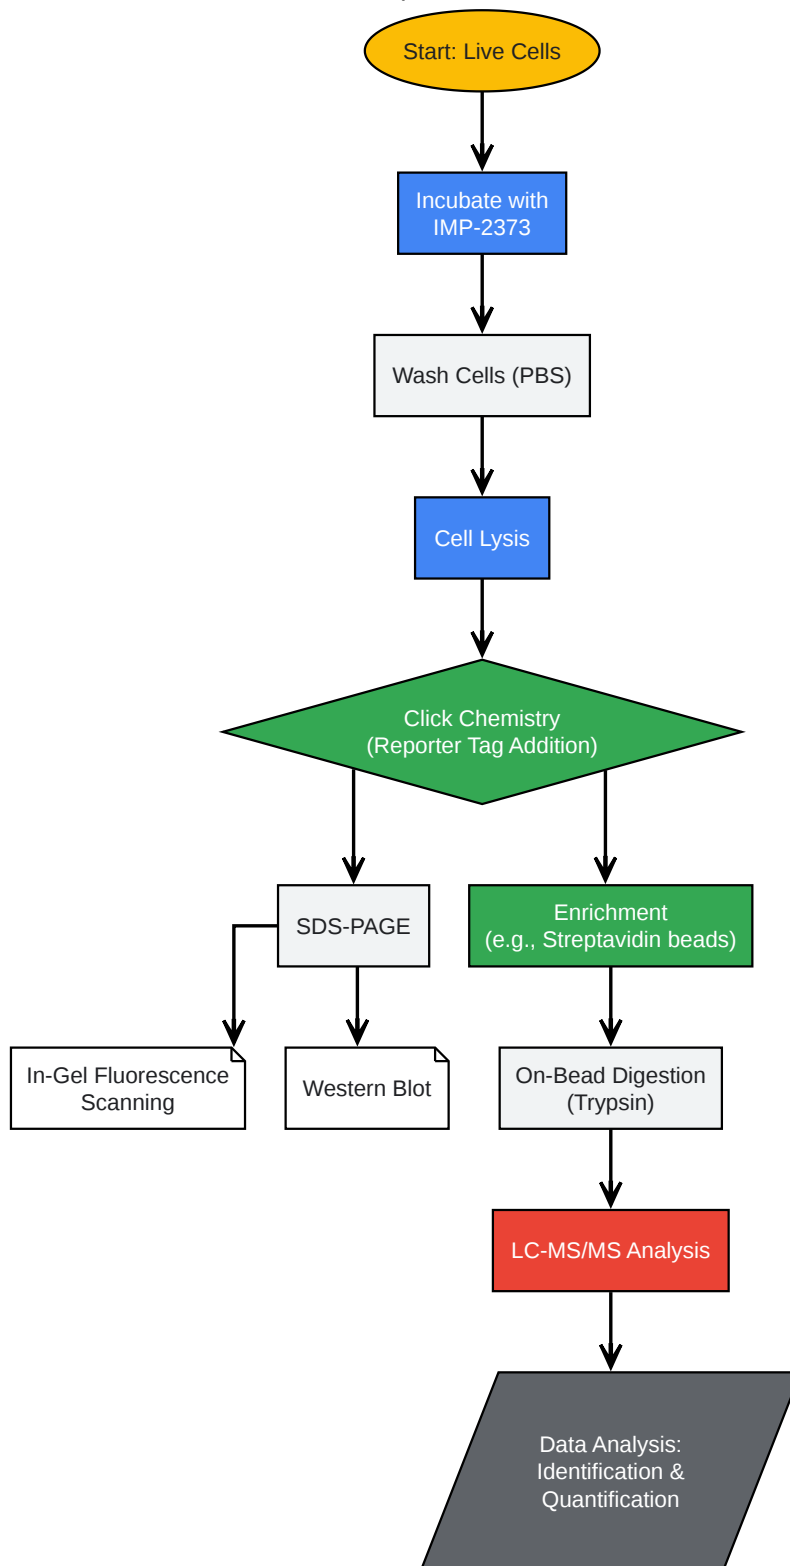 Start: Live Cells
Incubate with
IMP-2373
Wash Cells (PBS)
Cell Lysis
Click Chemistry
(Reporter Tag Addition)
SDS-PAGE
Enrichment
(e.g., Streptavidin beads)
In-Gel Fluorescence
Scanning
Western Blot
On-Bead Digestion
(Trypsin)
LC-MS/MS Analysis
Data Analysis:
Identification &
Quantification